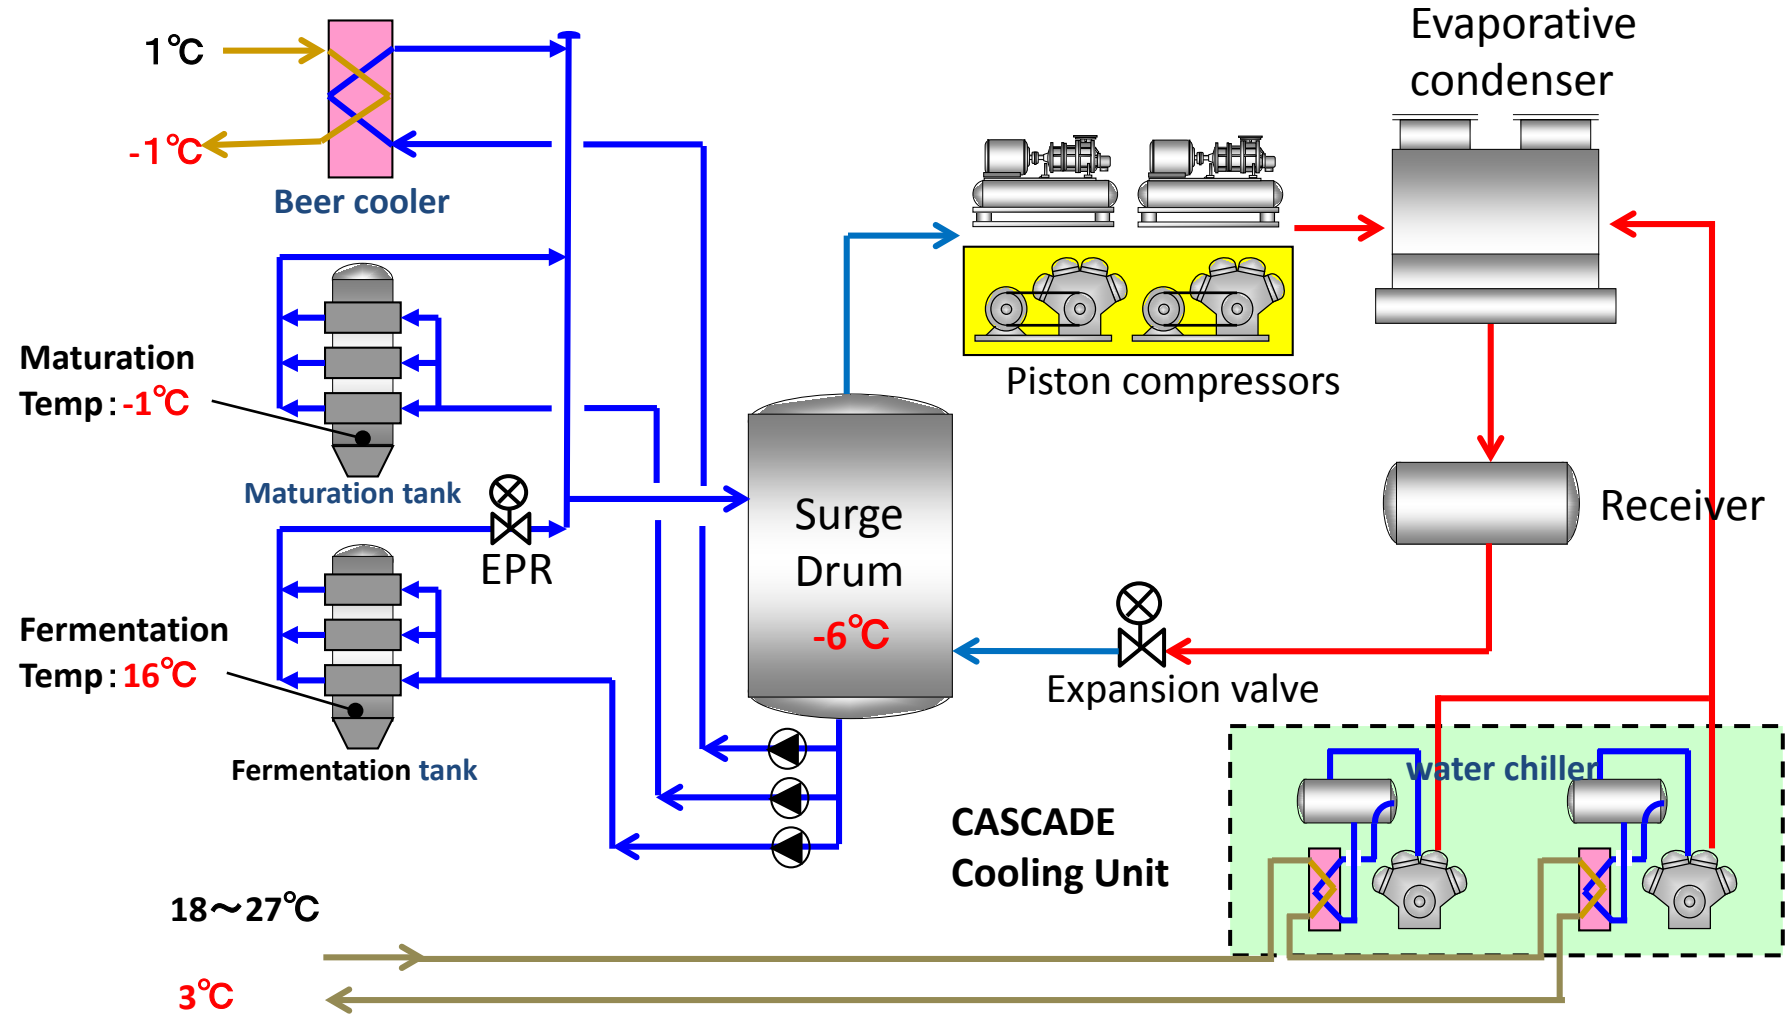 1℃
-1℃
Beer cooler
Maturation
Temp：-1℃
Maturation tank
EPR
Fermentation
Temp：16℃
Fermentation tank
Surge
Drum
-6℃
Piston compressors
Evaporative
condenser
Receiver
Expansion valve
water chiller
CASCADE
Cooling Unit
18～27℃
3℃